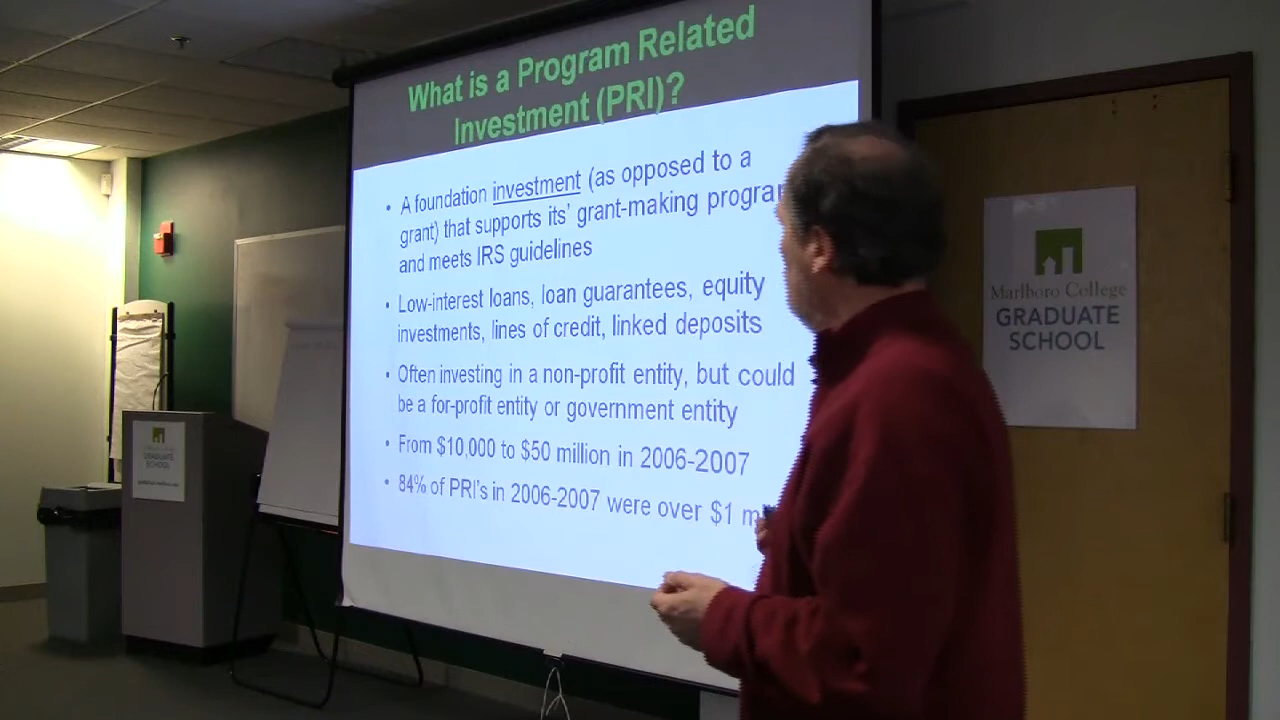 What is a Program Related
Investment (PRI)?
• A foundation investment (as opposed to a
grant) that supports its' grant-making
and meets IRS guidelines
• Low-interest loans, loan guarantees, equity
investments, lines of credit, linked deposits
• Often investing in a non-profit entity, but could
be a for-profit entity or government entity
• From $10,000 to $50 million in 2006-2007
• 84% of PRI's in 2006-2007 were over $1
Marlboro College
GRADUATE
SCHOOL
GRADUATE
SCHOOL